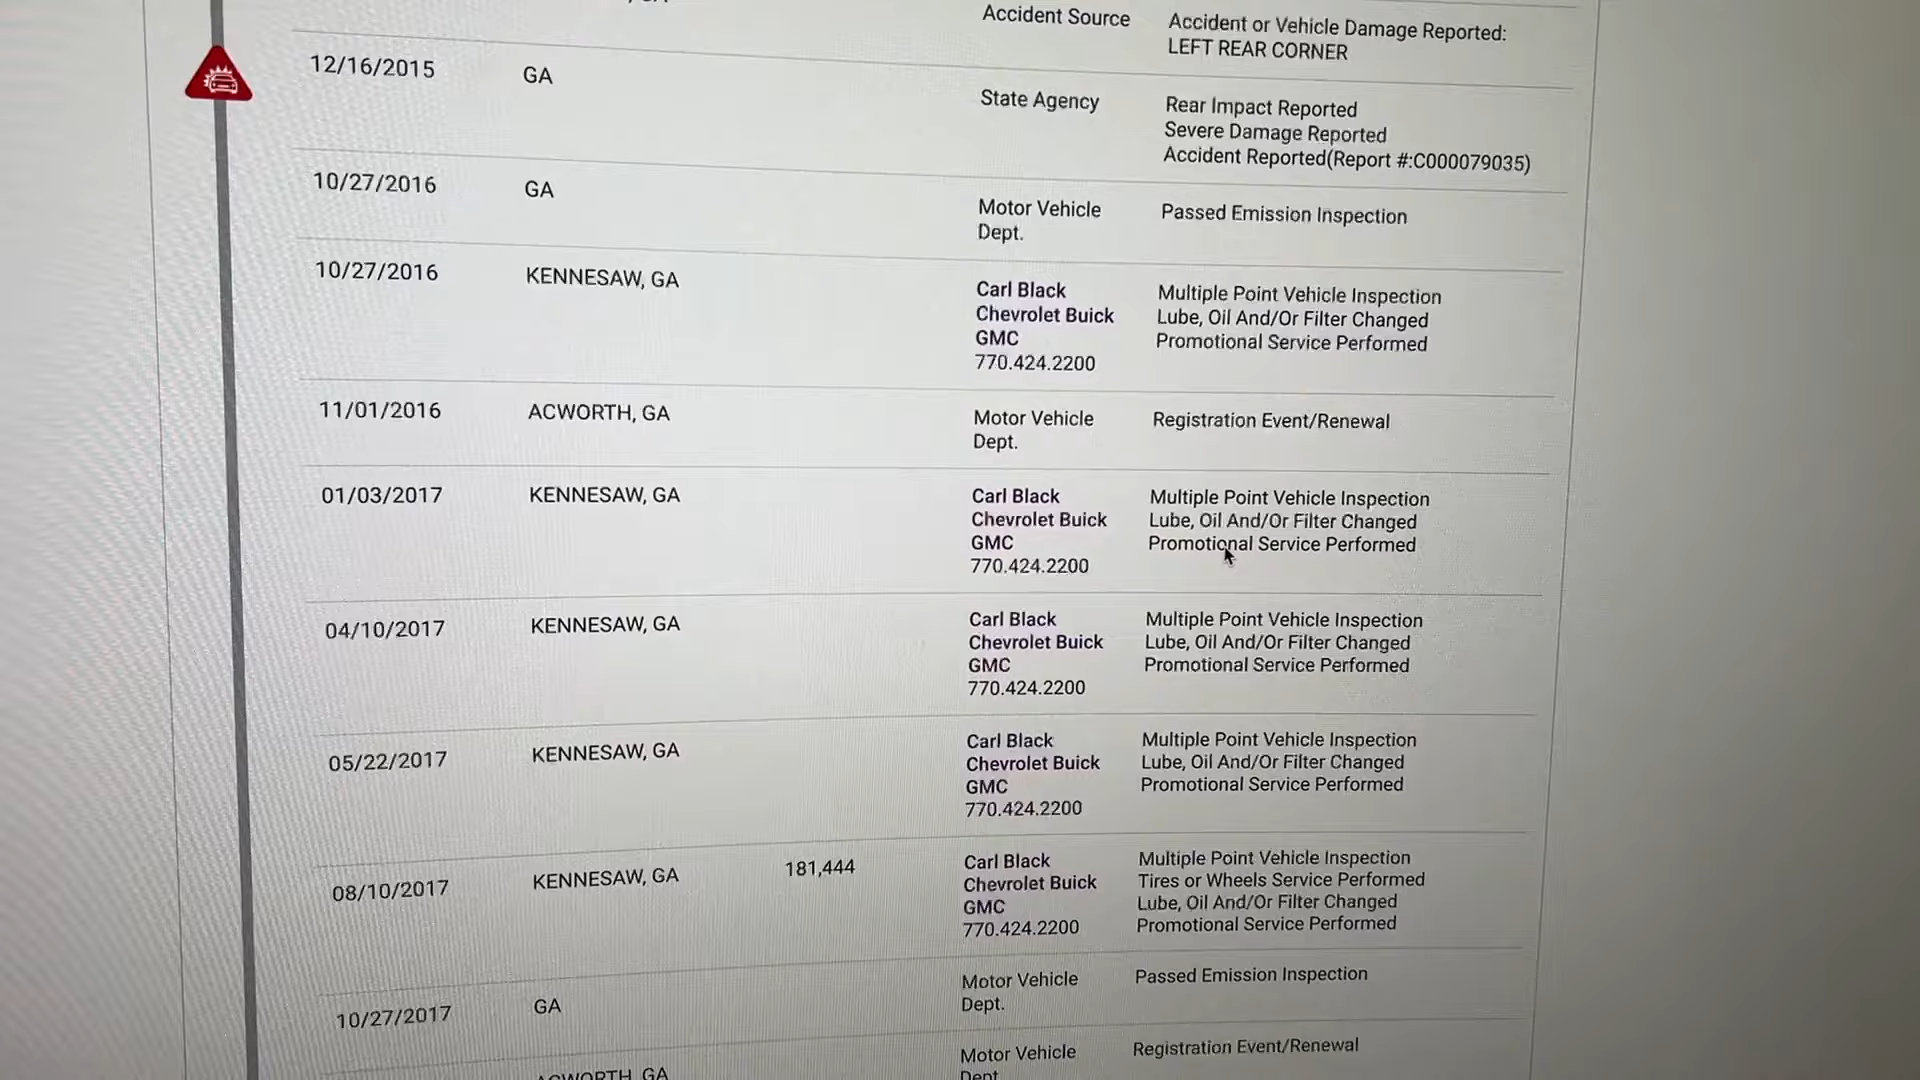 Accident Source
Accident or Vehicle Damage Reported:
LEFT REAR CORNER
12/16/2015
GA
State Agency
Rear Impact Reported
Severe Damage Reported
Accident Reported(Report #:C000079035)
10/27/2016
GA
Motor Vehicle
Dept.
Passed Emission Inspection
10/27/2016
KENNESAW, GA
Carl Black
Chevrolet Buick
GMC
770.424.2200
Multiple Point Vehicle Inspection
Lube, Oil And/Or Filter Changed
Promotional Service Performed
11/01/2016
ACWORTH, GA
Motor Vehicle
Dept.
Registration Event/Renewal
01/03/2017
KENNESAW, GA
Carl Black
Chevrolet Buick
GMC
770.424.2200
Multiple Point Vehicle Inspection
Lube, Oil And/Or Filter Changed
Promotional Service Performed
04/10/2017
KENNESAW, GA
Carl Black
Chevrolet Buick
GMC
770.424.2200
Multiple Point Vehicle Inspection
Lube, Oil And/Or Filter Changed
Promotional Service Performed
05/22/2017
KENNESAW, GA
Carl Black
Chevrolet Buick
GMC
770.424.2200
Multiple Point Vehicle Inspection
Lube, Oil And/Or Filter Changed
Promotional Service Performed
08/10/2017
KENNESAW, GA
181,444
Carl Black
Chevrolet Buick
GMC
770.424.2200
Multiple Point Vehicle Inspection
Tires or Wheels Service Performed
Lube, Oil And/Or Filter Changed
Promotional Service Performed
10/27/2017
GA
Motor Vehicle
Dept.
Passed Emission Inspection
ACWORTH, GA
Motor Vehicle
Dept.
Registration Event/Renewal